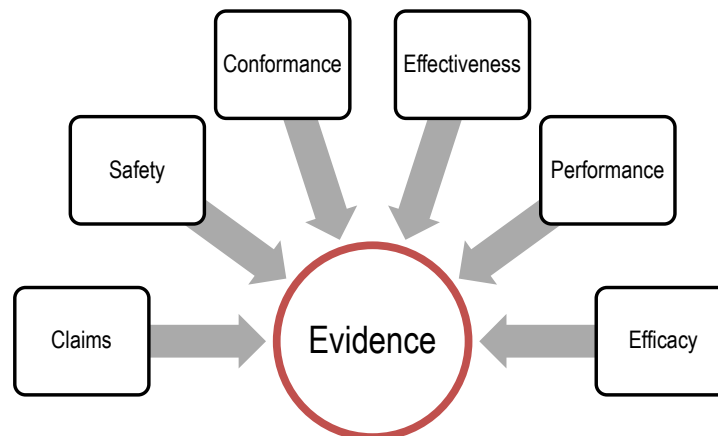 Conformance
Effectiveness
Safety
Performance
Claims
Evidence
Efficacy